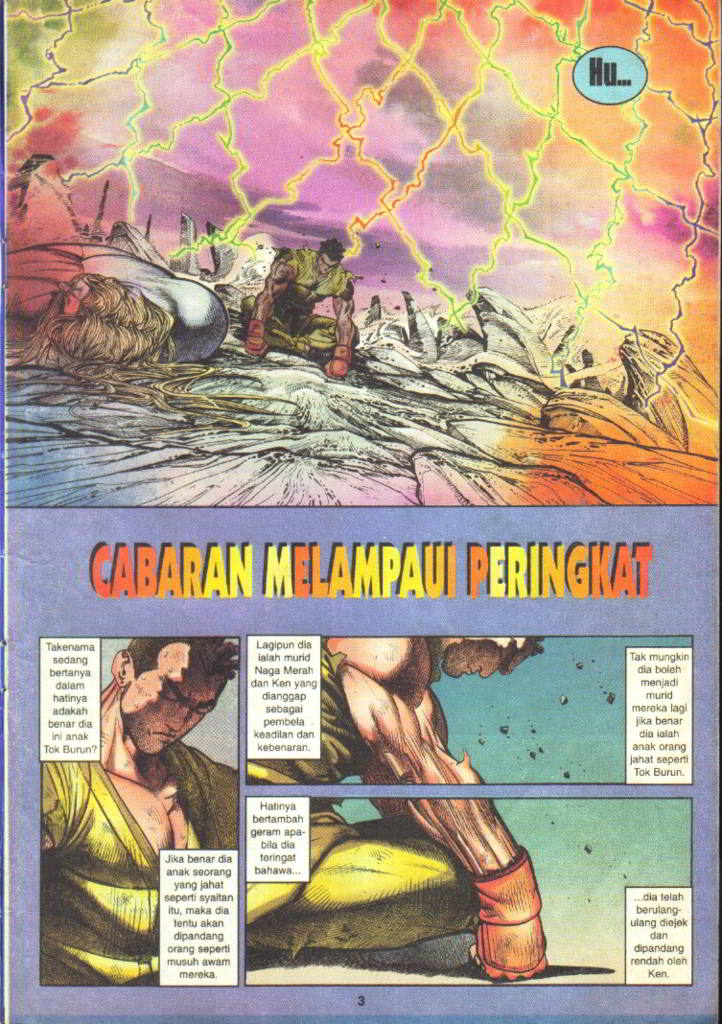 Hu...
CABARAN MELAMPAUI PERINGKAT
Takenama
sedang
bertanya
dalam
hatinya
adakah
benar dia
ini anak
Tok Burun?
Jika benar dia
anak seorang
yang jahat
seperti syaitan
itu, maka dia
tentu akan
dipandang
orang seperti
musuh awam
mereka.
Lagipun dia
ialah murid
Naga Merah
dan Ken yang
dianggap
sebagai
pembela
keadilan dan
kebenaran.
Tak mungkin
dia boleh
menjadi
murid
mereka lagi
jika benar
dia ialah
anak orang
jahat seperti
Tok Burun.
Hatinya
bertambah
geram apa-
bila dia
teringat
bahawa...
...dia telah
berulang-
ulang diejek
dan
dipandang
rendah oleh
Ken.
3